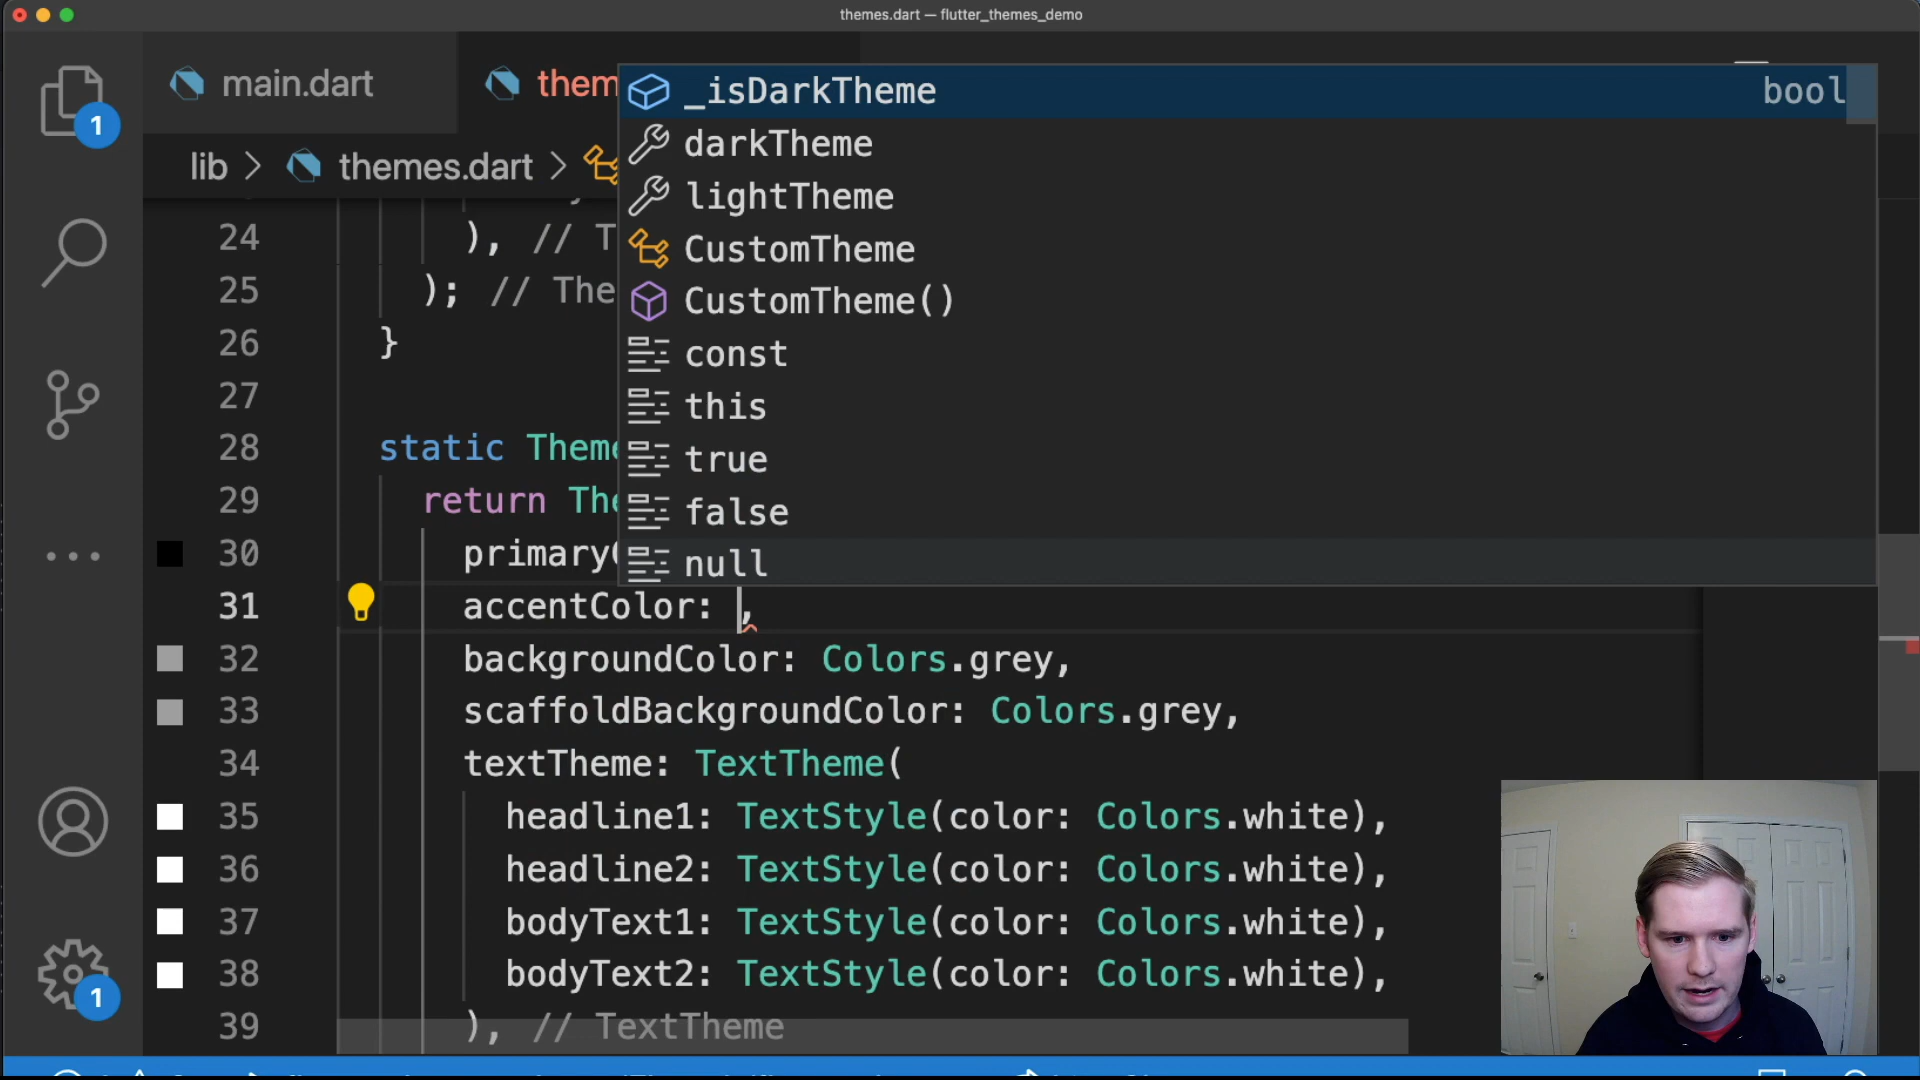 themes.dart — flutter_themes_demo
main.dart
them
lib > themes.dart >
_isDarkTheme bool
darkTheme
lightTheme
CustomTheme
CustomTheme()
const
this
true
false
null
1
24 ), // T
25 ); // The
26 }
27
28 static Theme
29 return The
30 primaryC
31 accentColor: ,
32 backgroundColor: Colors.grey,
33 scaffoldBackgroundColor: Colors.grey,
34 textTheme: TextTheme(
35 headline1: TextStyle(color: Colors.white),
36 headline2: TextStyle(color: Colors.white),
37 bodyText1: TextStyle(color: Colors.white),
38 bodyText2: TextStyle(color: Colors.white),
39 ), // TextTheme
1